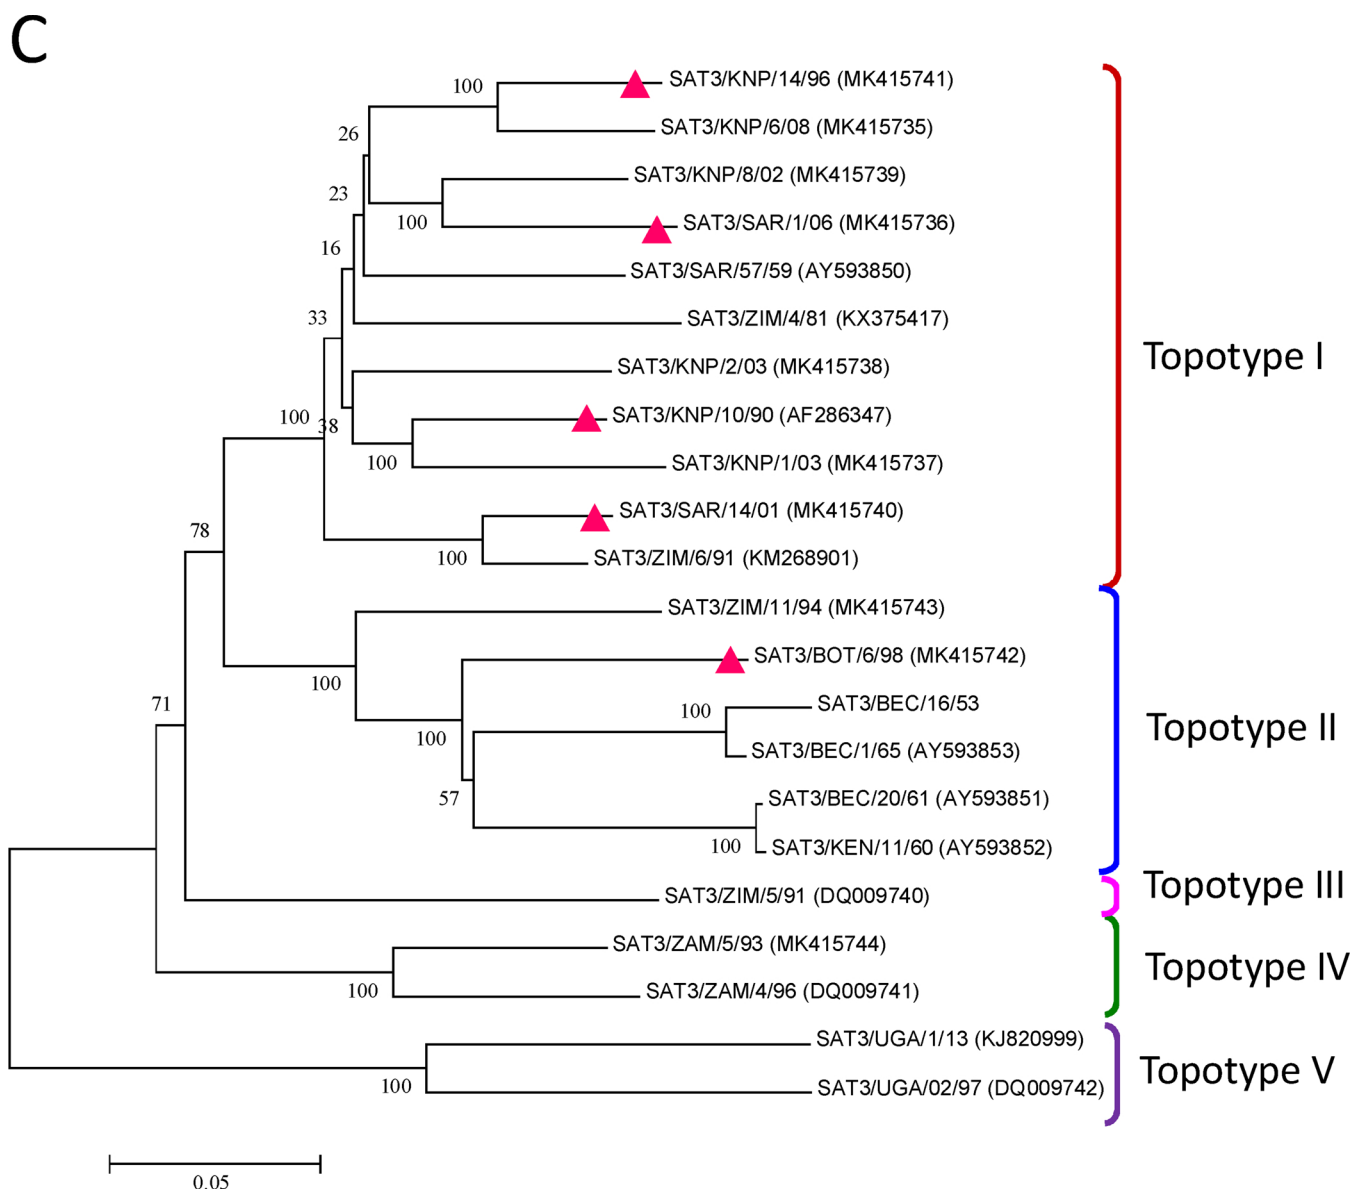 C
100
SAT3/KNP/14/96 (MK415741)
26
SAT3/KNP/6/08 (MK415735)
23
SAT3/KNP/8/02 (MK415739)
100
SAT3/SAR/1/06 (MK415736)
16
SAT3/SAR/57/59 (AY593850)
33
SAT3/ZIM/4/81 (KX375417)
Topotype I
SAT3/KNP/2/03 (MK415738)
100
38
SAT3/KNP/10/90 (AF286347)
100
SAT3/KNP/1/03 (MK415737)
78
SAT3/SAR/14/01 (MK415740)
100
SAT3/ZIM/6/91 (KM268901)
SAT3/ZIM/11/94 (MK415743)
100
SAT3/BOT/6/98 (MK415742)
71
100
SAT3/BEC/16/53
Topotype II
100
SAT3/BEC/1/65 (AY593853)
57
SAT3/BEC/20/61 (AY593851)
100
SAT3/KEN/11/60 (AY593852)
Topotype III
SAT3/ZIM/5/91 (DQ009740)
SAT3/ZAM/5/93 (MK415744)
Topotype IV
100
SAT3/ZAM/4/96 (DQ009741)
SAT3/UGA/1/13 (KJ820999)
Topotype V
100
SAT3/UGA/02/97 (DQ009742)
0.05